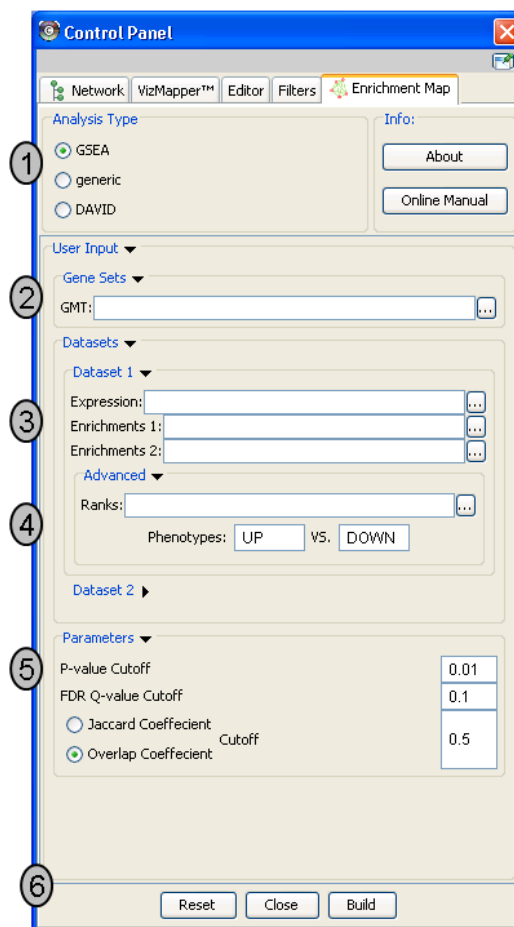 Control Panel
Network VizMapper™ Editor Filters Enrichment Map
Analysis Type
1
GSEA
generic
DAVID
Info:
About
Online Manual
User Input
Gene Sets
2
GMT: ...
Datasets
Dataset 1
3
Expression: ...
Enrichments 1: ...
Enrichments 2: ...
Advanced
4
Ranks: ...
Phenotypes: UP VS. DOWN
Dataset 2
Parameters
5
P-value Cutoff 0.01
FDR Q-value Cutoff 0.1
Jaccard Coeffecient
Cutoff 0.5
Overlap Coeffecient
6
Reset Close Build